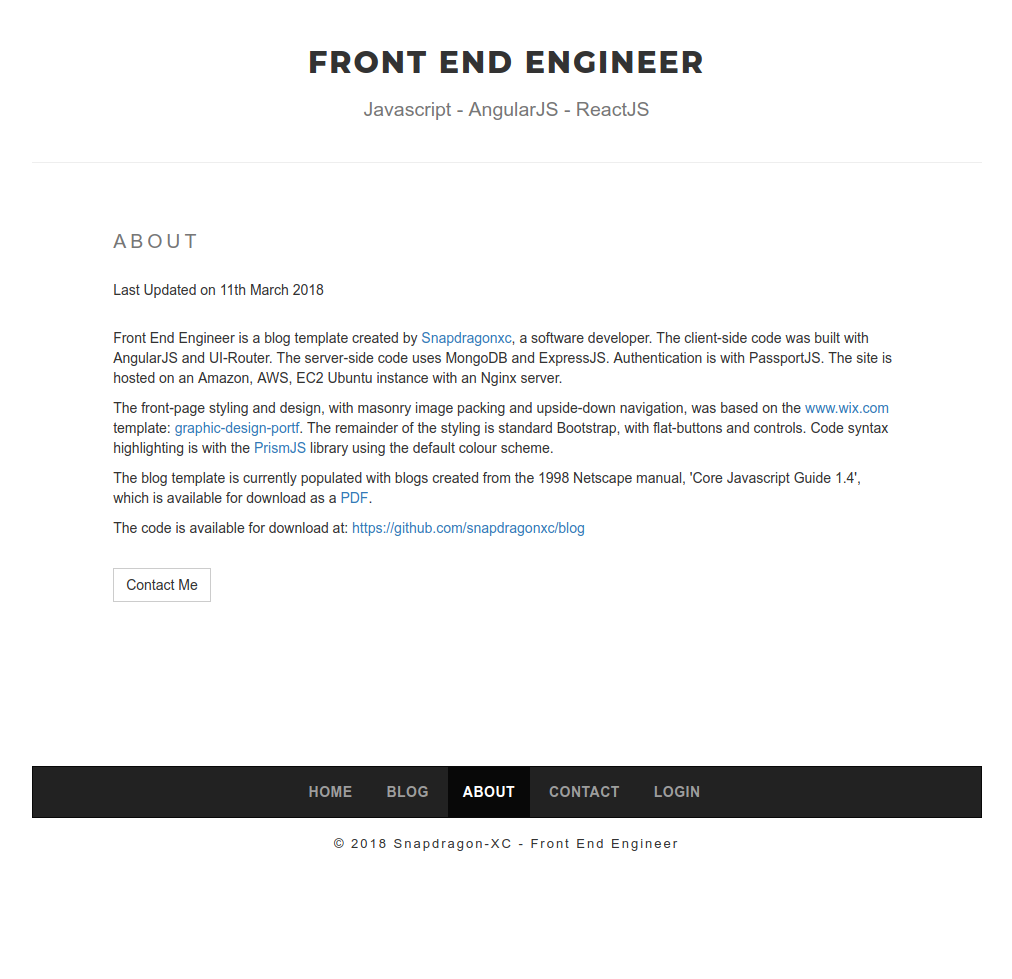 FRONT END ENGINEER
Javascript - AngularJS - ReactJS
ABOUT
Last Updated on 11th March 2018
Front End Engineer is a blog template created by Snapdragonxc, a software developer. The client-side code was built with
AngularJS and UI-Router. The server-side code uses MongoDB and ExpressJS. Authentication is with PassportJS. The site is
hosted on an Amazon, AWS, EC2 Ubuntu instance with an Nginx server.
The front-page styling and design, with masonry image packing and upside-down navigation, was based on the www.wix.com
template: graphic-design-portf. The remainder of the styling is standard Bootstrap, with flat-buttons and controls. Code syntax
highlighting is with the PrismJS library using the default colour scheme.
The blog template is currently populated with blogs created from the 1998 Netscape manual, 'Core Javascript Guide 1.4',
which is available for download as a PDF.
The code is available for download at: https://github.com/snapdragonxc/blog
Contact Me
HOME BLOG ABOUT CONTACT LOGIN
© 2018 Snapdragon-XC - Front End Engineer